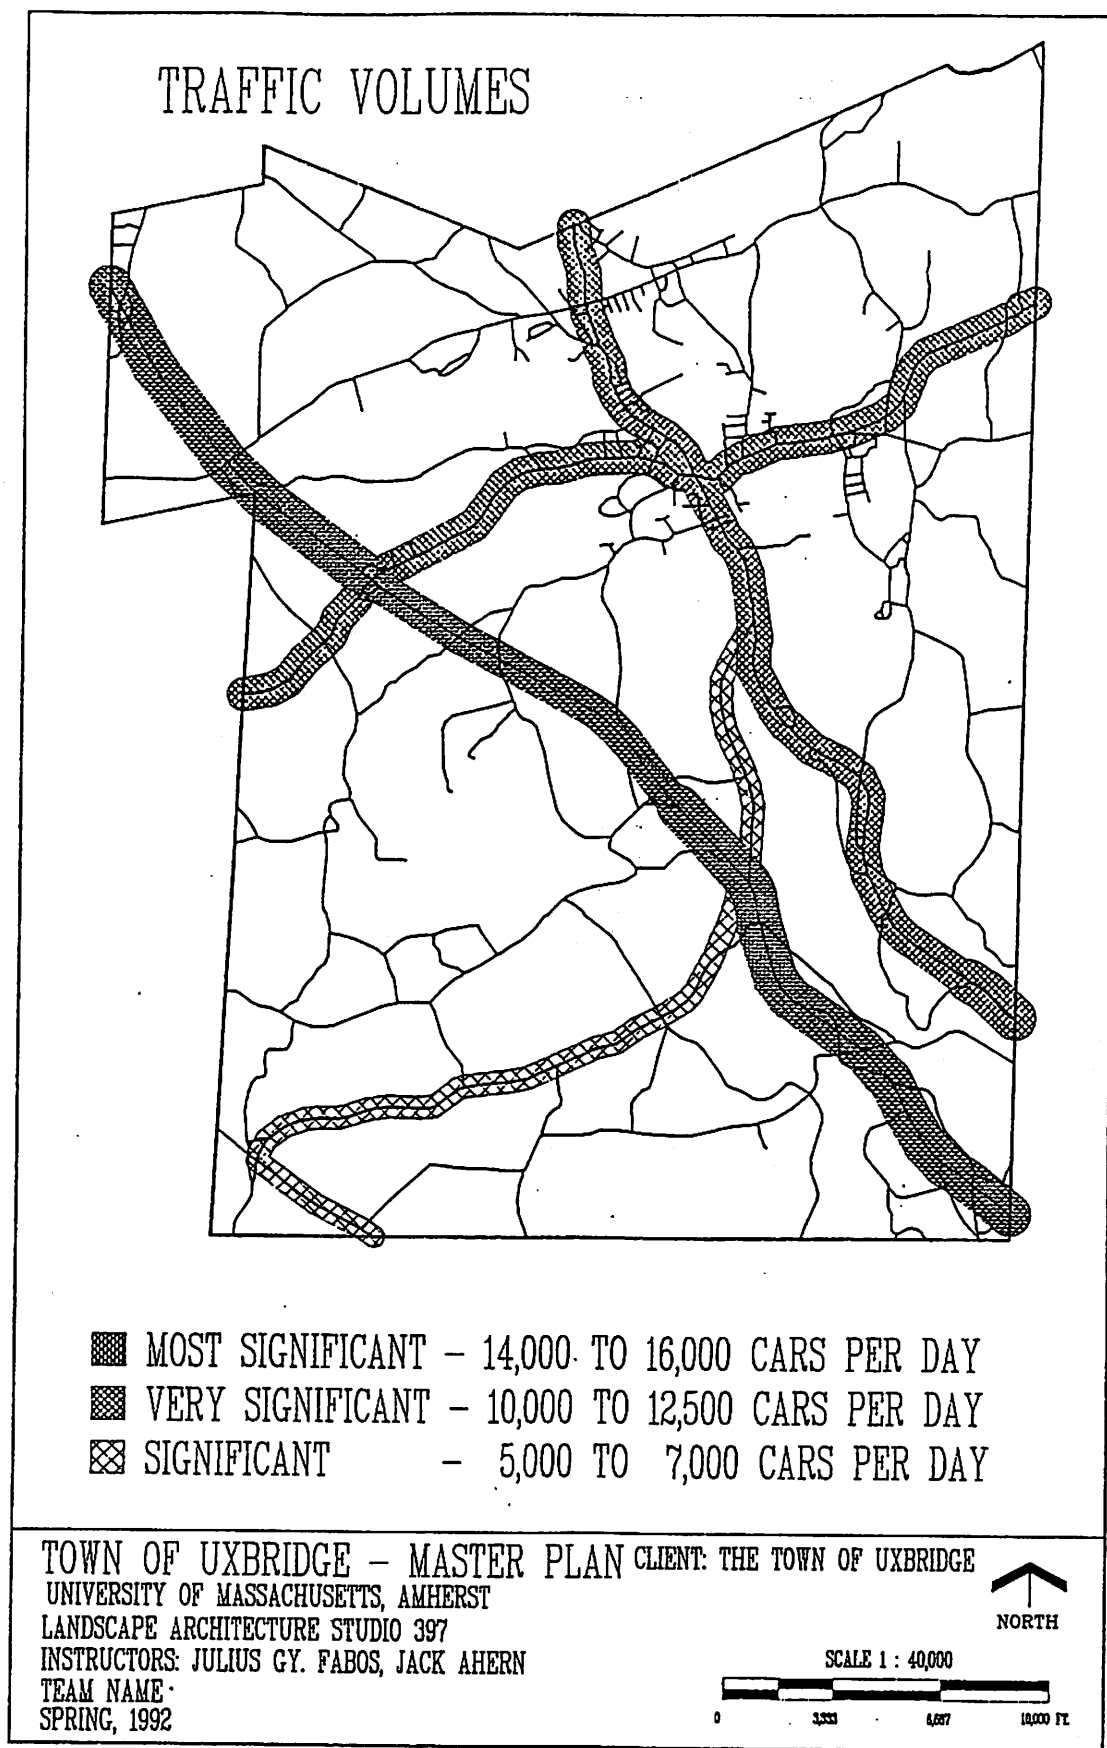 TRAFFIC VOLUMES
MOST SIGNIFICANT - 14,000 TO 16,000 CARS PER DAY
VERY SIGNIFICANT - 10,000 TO 12,500 CARS PER DAY
SIGNIFICANT - 5,000 TO 7,000 CARS PER DAY
TOWN OF UXBRIDGE - MASTER PLAN CLIENT: THE TOWN OF UXBRIDGE
UNIVERSITY OF MASSACHUSETTS, AMHERST
LANDSCAPE ARCHITECTURE STUDIO 397
INSTRUCTORS: JULIUS GY. FABOS, JACK AHERN
TEAM NAME
SPRING, 1992
NORTH
SCALE 1 : 40,000
0 3,333 6,667 10,000 FT.